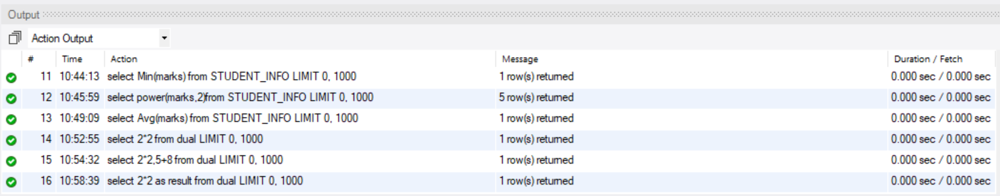 Output
Action Output
# Time Action Message Duration / Fetch
11 10:44:13 select Min(marks) from STUDENT_INFO LIMIT 0, 1000 1 row(s) returned 0.000 sec / 0.000 sec
12 10:45:59 select power(marks,2)from STUDENT_INFO LIMIT 0, 1000 5 row(s) returned 0.000 sec / 0.000 sec
13 10:49:09 select Avg(marks) from STUDENT_INFO LIMIT 0, 1000 1 row(s) returned 0.000 sec / 0.000 sec
14 10:52:55 select 2*2 from dual LIMIT 0, 1000 1 row(s) returned 0.000 sec / 0.000 sec
15 10:54:32 select 2*2,5+8 from dual LIMIT 0, 1000 1 row(s) returned 0.000 sec / 0.000 sec
16 10:58:39 select 2*2 as result from dual LIMIT 0, 1000 1 row(s) returned 0.000 sec / 0.000 sec